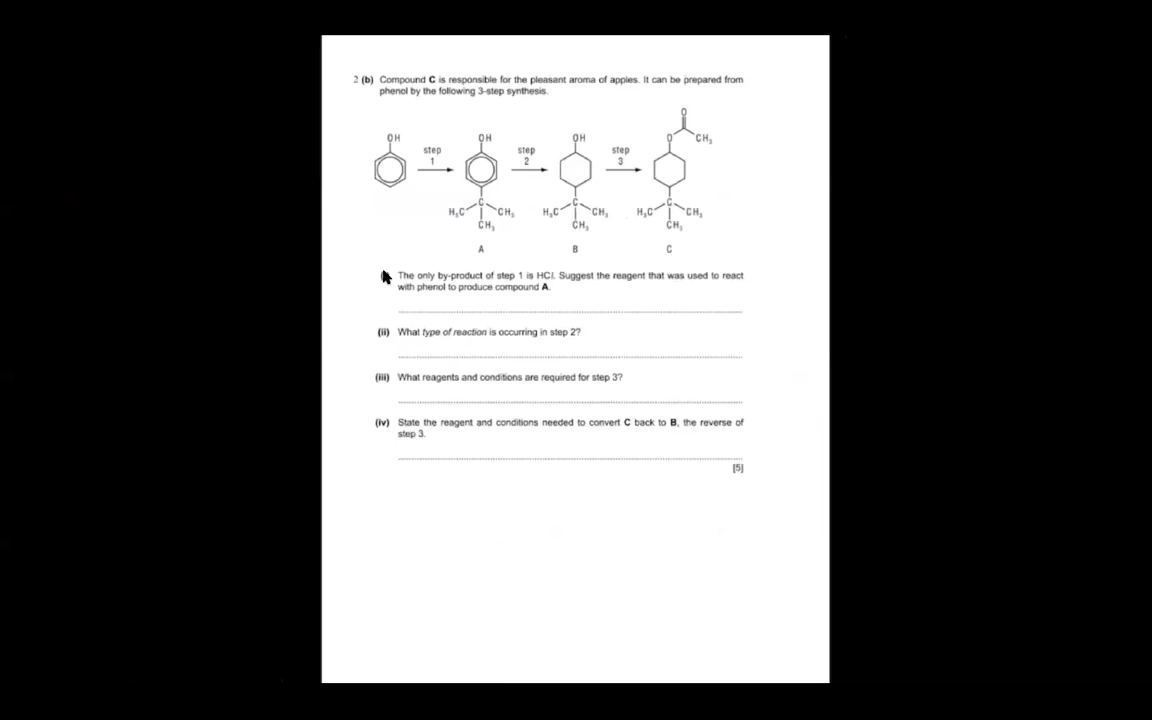 2 (b) Compound C is responsible for the pleasant aroma of apples. It can be prepared from
phenol by the following 3-step synthesis.
OH
step
1
OH
C
H₃C
CH₃
CH₃
A
step
2
OH
C
H₃C
CH₃
CH₃
B
step
3
O
O
CH₃
C
H₃C
CH₃
CH₃
C
The only by-product of step 1 is HCl. Suggest the reagent that was used to react
with phenol to produce compound A.
(ii) What type of reaction is occurring in step 2?
(iii) What reagents and conditions are required for step 3?
(iv) State the reagent and conditions needed to convert C back to B, the reverse of
step 3.
[5]